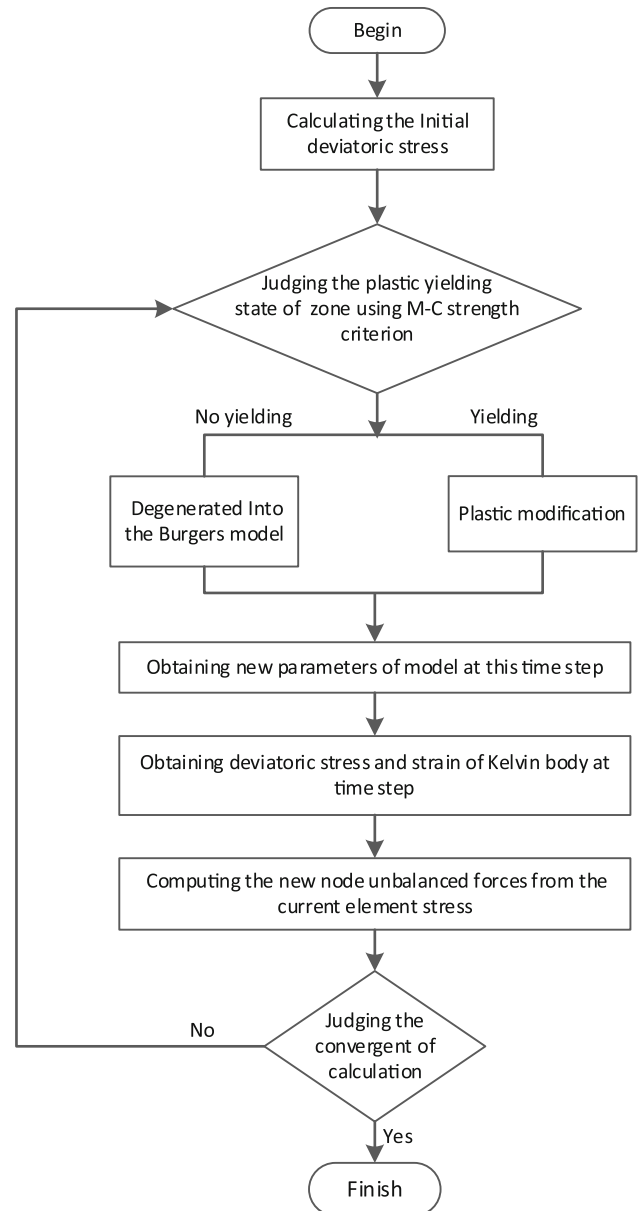 Begin
Calculating the Initial
deviatoric stress
Judging the plastic yielding
state of zone using M-C strength
criterion
No yielding
Yielding
Degenerated Into
the Burgers model
Plastic modification
Obtaining new parameters of model at this time step
Obtaining deviatoric stress and strain of Kelvin body at
time step
Computing the new node unbalanced forces from the
current element stress
No
Judging the
convergent of
calculation
Yes
Finish